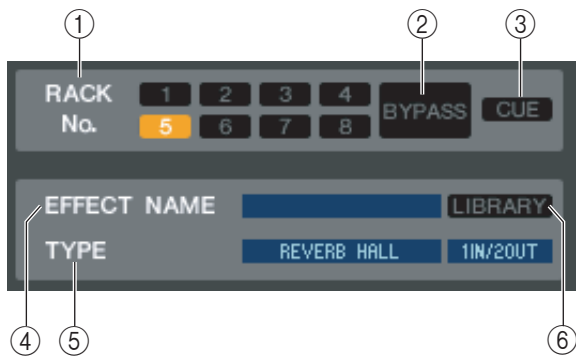 ① ② ③
RACK No. 1 2 3 4 BYPASS CUE
5 6 7 8
EFFECT NAME LIBRARY
TYPE REVERB HALL 1IN/2OUT
④ ⑤ ⑥